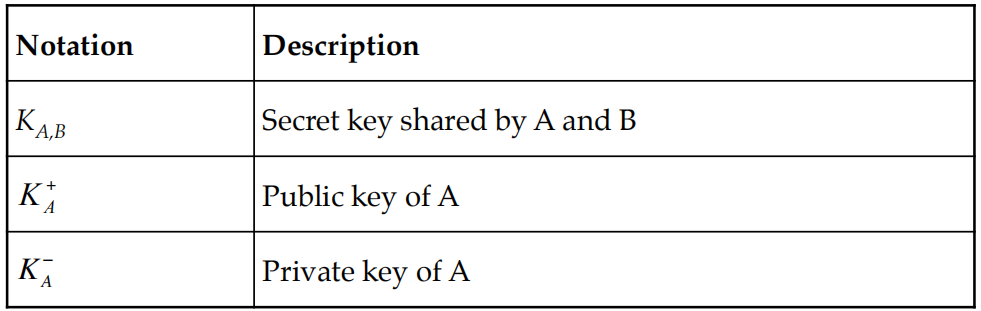 Notation Description
K_{A,B} Secret key shared by A and B
K_A^+ Public key of A
K_A^- Private key of A